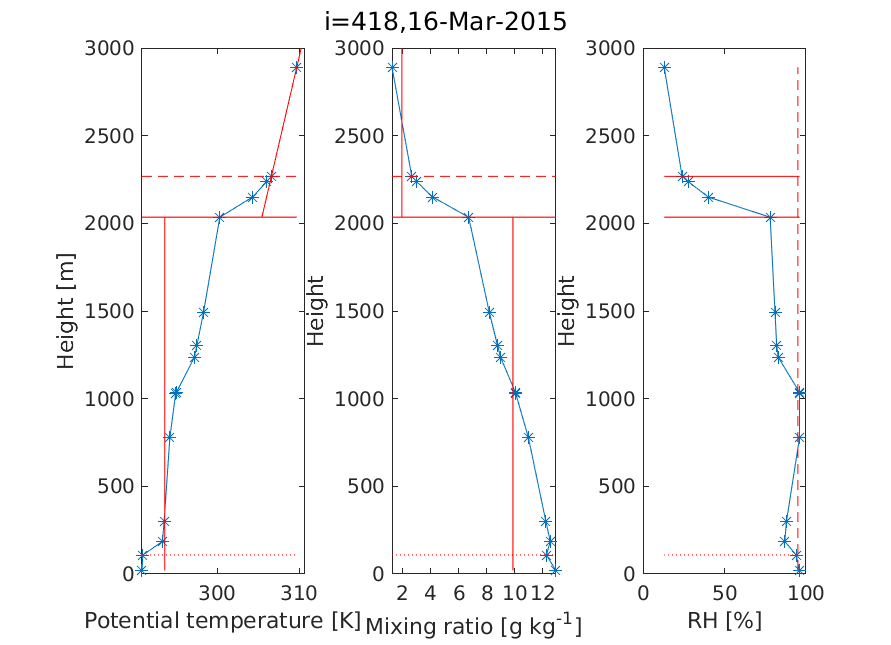 i=418,16-Mar-2015
3000
2500
2000
1500
1000
500
0
Height [m]
300
310
Potential temperature [K]
3000
2500
2000
1500
1000
500
0
Height
2 4 6 8 10 12
Mixing ratio [g kg-1]
3000
2500
2000
1500
1000
500
0
Height
0 50 100
RH [%]